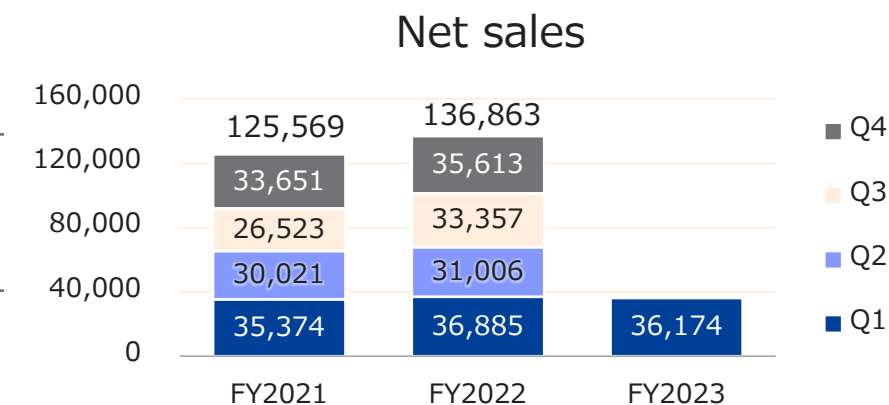 Net sales
160,000
120,000
80,000
40,000
0
125,569
136,863
33,651
35,613
26,523
33,357
30,021
31,006
35,374
36,885
36,174
FY2021
FY2022
FY2023
Q4
Q3
Q2
Q1